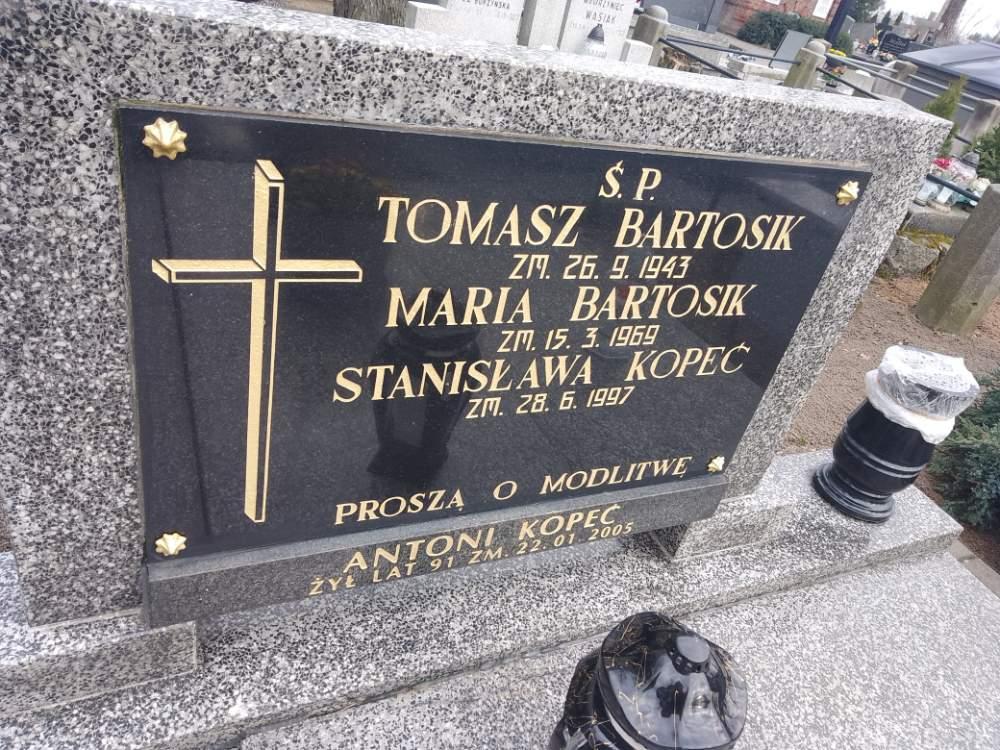 WASIAK
Ś. P.
TOMASZ BARTOSIK
ZM. 26. 9. 1943
MARIA BARTOSIK
ZM. 15. 3. 1969
STANISŁAWA KOPEĆ
ZM. 28. 6. 1997
PROSZĄ O MODLITWĘ
ANTONI KOPEĆ
ŻYŁ LAT 91 ZM. 22. 01. 2005